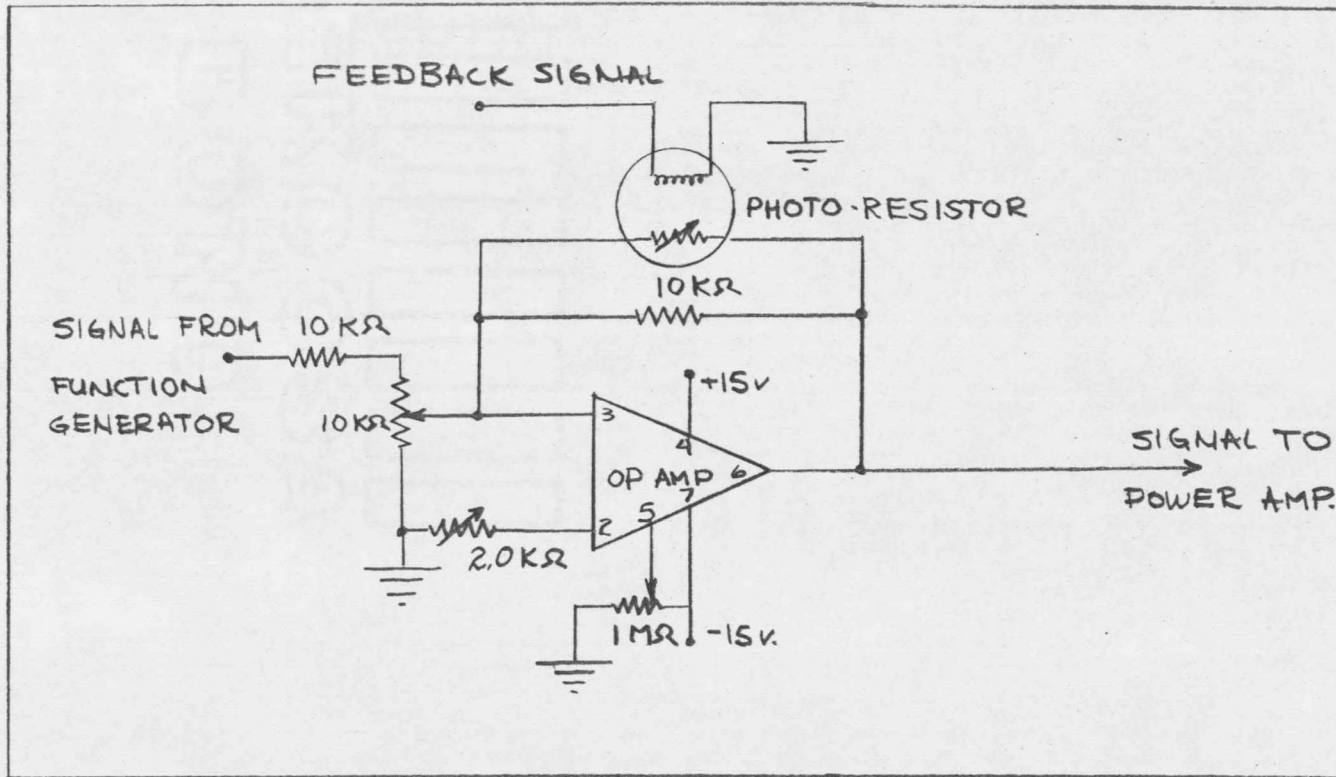 FEEDBACK SIGNAL
PHOTO-RESISTOR
10KΩ
SIGNAL FROM
10KΩ
FUNCTION
GENERATOR
10KΩ
+15v
3
4
OP AMP
6
7
5
2
SIGNAL TO
POWER AMP.
2.0KΩ
1MΩ
-15v.